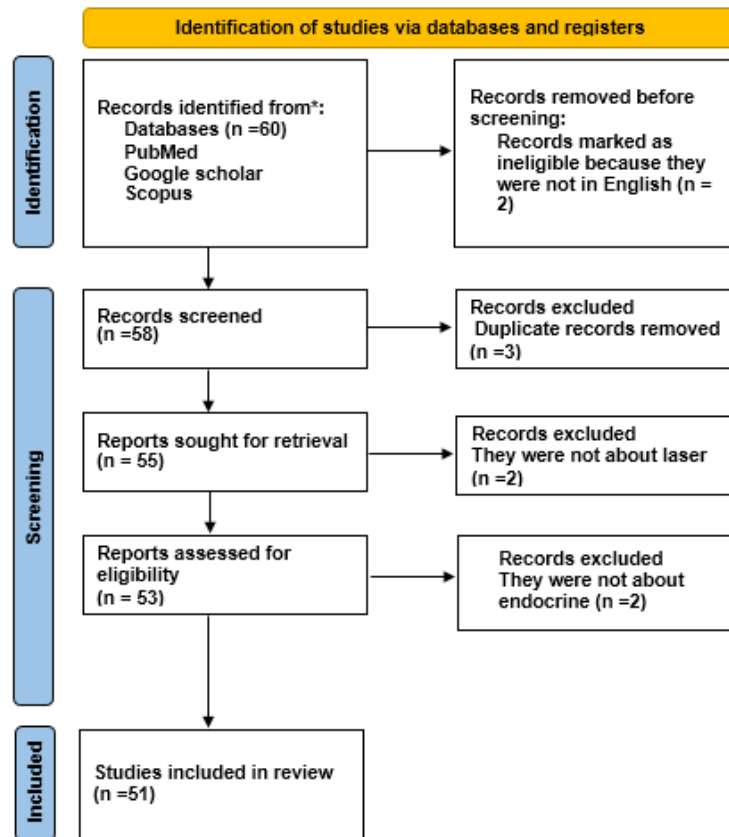 Identification of studies via databases and registers
Identification
Records identified from*:
Databases (n =60)
PubMed
Google scholar
Scopus
Records removed before
screening:
Records marked as
ineligible because they
were not in English (n =
2)
Screening
Records screened
(n =58)
Records excluded
Duplicate records removed
(n =3)
Reports sought for retrieval
(n = 55)
Records excluded
They were not about laser
(n =2)
Reports assessed for
eligibility
(n = 53)
Records excluded
They were not about
endocrine (n =2)
Included
Studies included in review
(n =51)